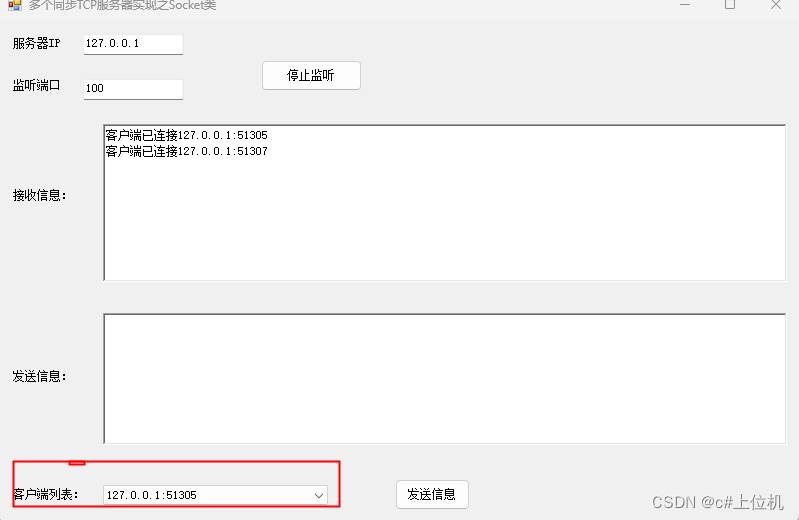 多个同步TCP服务器实现之Socket类
服务器IP 127.0.0.1
监听端口 100
停止监听
客户端已连接127.0.0.1:51305
客户端已连接127.0.0.1:51307
接收信息：
发送信息：
客户端列表： 127.0.0.1:51305
发送信息
CSDN @c#上位机